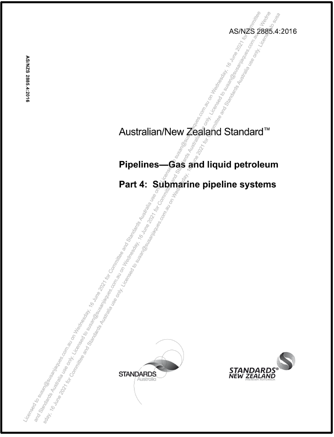 AS/NZS 2885.4:2016
AS/NZS 2885.4:2016
Australian/New Zealand Standard™
Pipelines—Gas and liquid petroleum
Part 4: Submarine pipeline systems
STANDARDS
Australia
STANDARDS
NEW ZEALAND